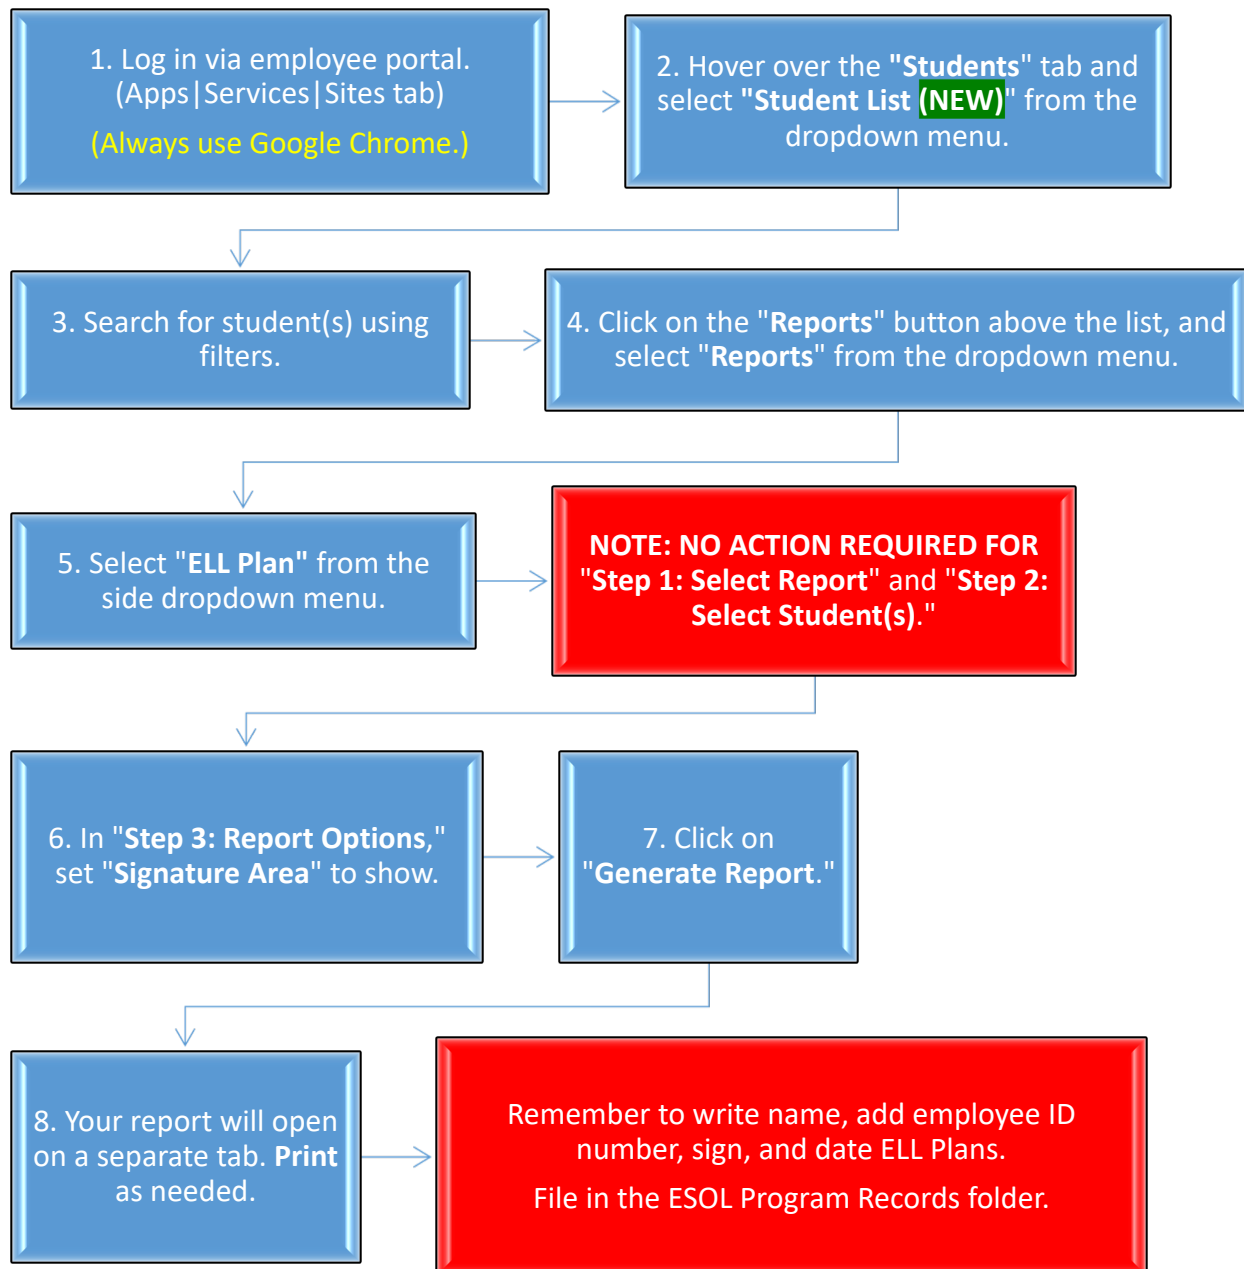 1. Log in via employee portal.
(Apps|Services|Sites tab)
(Always use Google Chrome.)
2. Hover over the "Students" tab and
select "Student List (NEW)" from the
dropdown menu.
3. Search for student(s) using
filters.
4. Click on the "Reports" button above the list, and
select "Reports" from the dropdown menu.
5. Select "ELL Plan" from the
side dropdown menu.
NOTE: NO ACTION REQUIRED FOR
"Step 1: Select Report" and "Step 2:
Select Student(s)."
6. In "Step 3: Report Options,"
set "Signature Area" to show.
7. Click on
"Generate Report."
8. Your report will open
on a separate tab. Print
as needed.
Remember to write name, add employee ID
number, sign, and date ELL Plans.
File in the ESOL Program Records folder.